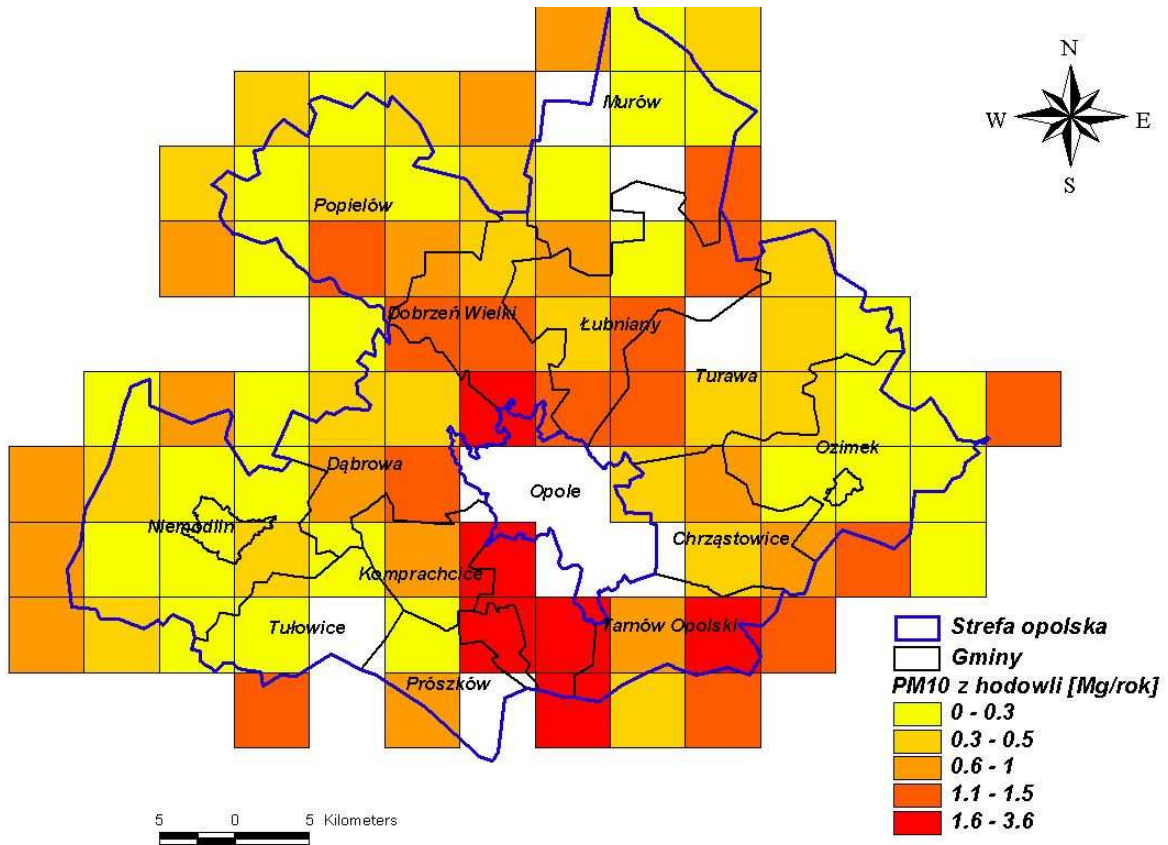 N
W E
S
Murów
Popielów
Dobrzeń Wielki
Łubniany
Turawa
Ozimek
Dąbrowa
Opole
Niemodlin
Chrząstowice
Komprachcice
Tułowice
Tarnów Opolski
Prószków
Strefa opolska
Gminy
PM10 z hodowli [Mg/rok]
0 - 0.3
0.3 - 0.5
0.6 - 1
1.1 - 1.5
1.6 - 3.6
5 0 5 Kilometers